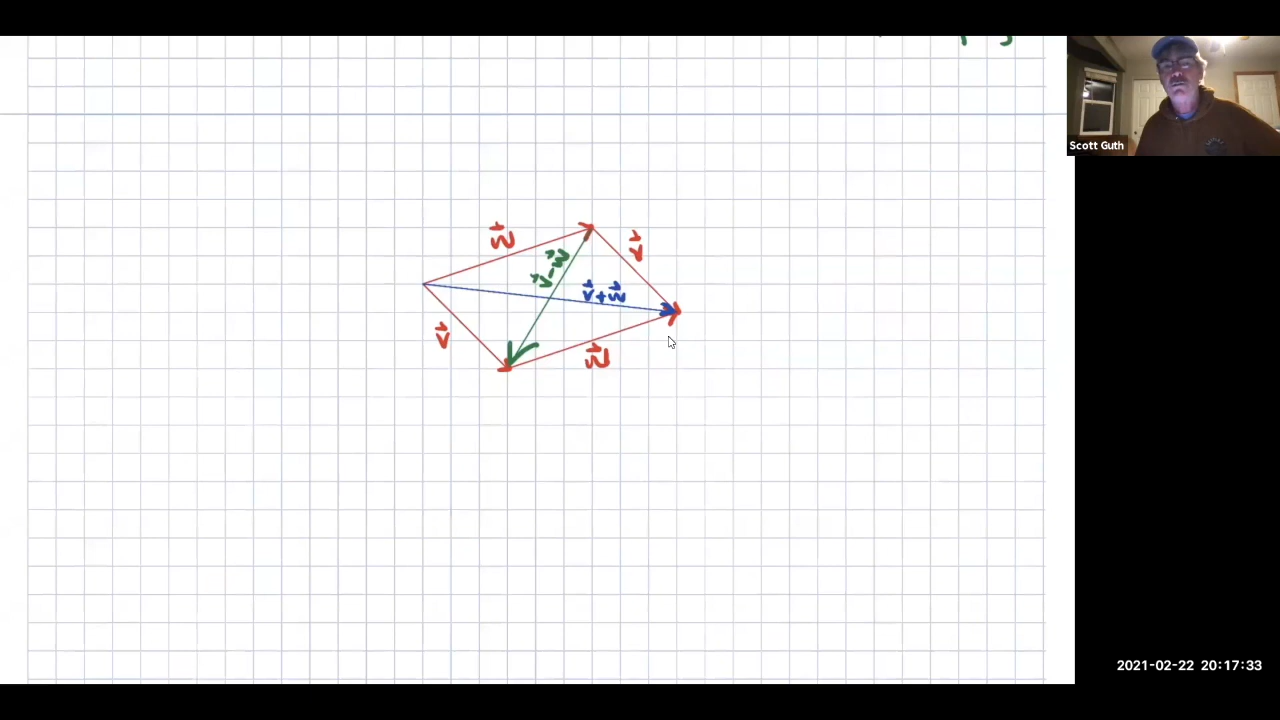 w⃗
v⃗
v⃗-w⃗
v⃗+w⃗
v⃗
w⃗
Scott Guth
2021-02-22 20:17:33